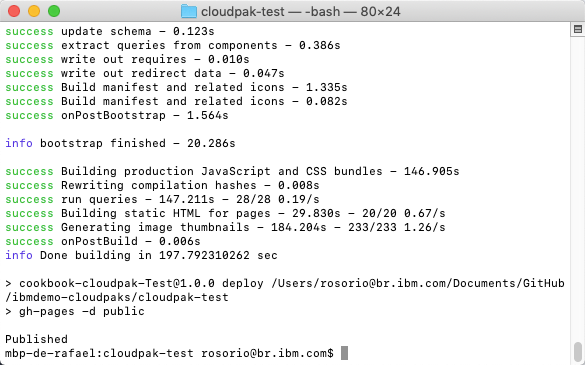 cloudpak-test — -bash — 80×24
success update schema – 0.123s
success extract queries from components – 0.386s
success write out requires – 0.010s
success write out redirect data – 0.047s
success Build manifest and related icons – 1.335s
success Build manifest and related icons – 0.082s
success onPostBootstrap – 1.564s
info bootstrap finished – 20.286s
success Building production JavaScript and CSS bundles – 146.905s
success Rewriting compilation hashes – 0.008s
success run queries – 147.211s – 28/28 0.19/s
success Building static HTML for pages – 29.830s – 20/20 0.67/s
success Generating image thumbnails – 184.204s – 233/233 1.26/s
success onPostBuild – 0.006s
info Done building in 197.792310262 sec
> cookbook-cloudpak-Test@1.0.0 deploy /Users/rosorio@br.ibm.com/Documents/GitHub
/ibmdemo-cloudpaks/cloudpak-test
> gh-pages -d public
Published
mbp-de-rafael:cloudpak-test rosorio@br.ibm.com$